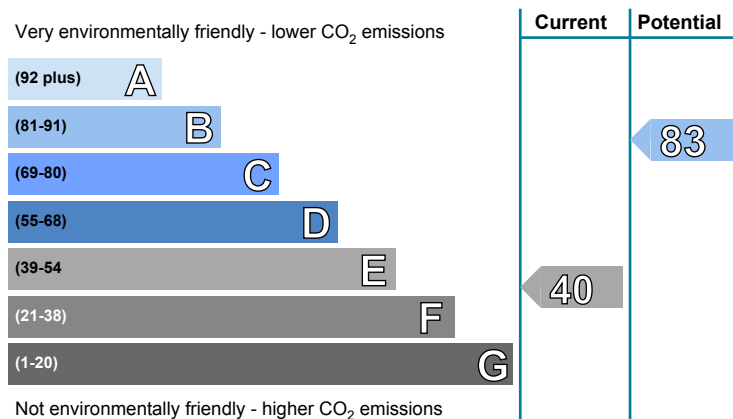 Very environmentally friendly - lower CO₂ emissions
Current
Potential
(92 plus) A
(81-91) B
83
(69-80) C
(55-68) D
(39-54 E
40
(21-38) F
(1-20) G
Not environmentally friendly - higher CO₂ emissions